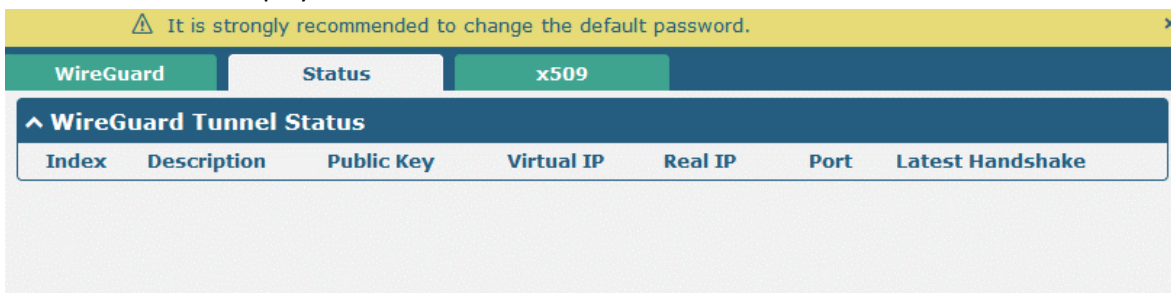 ⚠ It is strongly recommended to change the default password.
WireGuard Status x509
WireGuard Tunnel Status
Index Description Public Key Virtual IP Real IP Port Latest Handshake